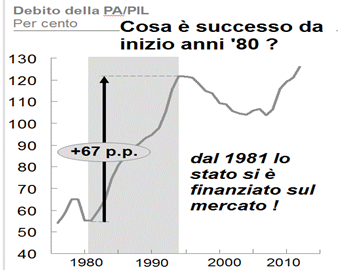 Debito della PA/PIL
Per cento
Cosa è successo da
inizio anni '80 ?
130
120
110
100
90
80
70
60
50
40
+67 p.p.
dal 1981 lo
stato si è
finanziato sul
mercato !
1980
1990
2000
2010